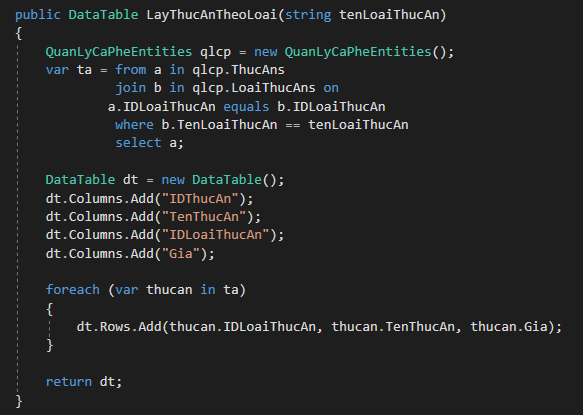 public DataTable LayThucAnTheoLoai(string tenLoaiThucAn)
{
QuanLyCaPheEntities qlcp = new QuanLyCaPheEntities();
var ta = from a in qlcp.ThucAns
join b in qlcp.LoaiThucAns on
a.IDLoaiThucAn equals b.IDLoaiThucAn
where b.TenLoaiThucAn == tenLoaiThucAn
select a;
DataTable dt = new DataTable();
dt.Columns.Add("IDThucAn");
dt.Columns.Add("TenThucAn");
dt.Columns.Add("IDLoaiThucAn");
dt.Columns.Add("Gia");
foreach (var thucan in ta)
{
dt.Rows.Add(thucan.IDLoaiThucAn, thucan.TenThucAn, thucan.Gia);
}
return dt;
}